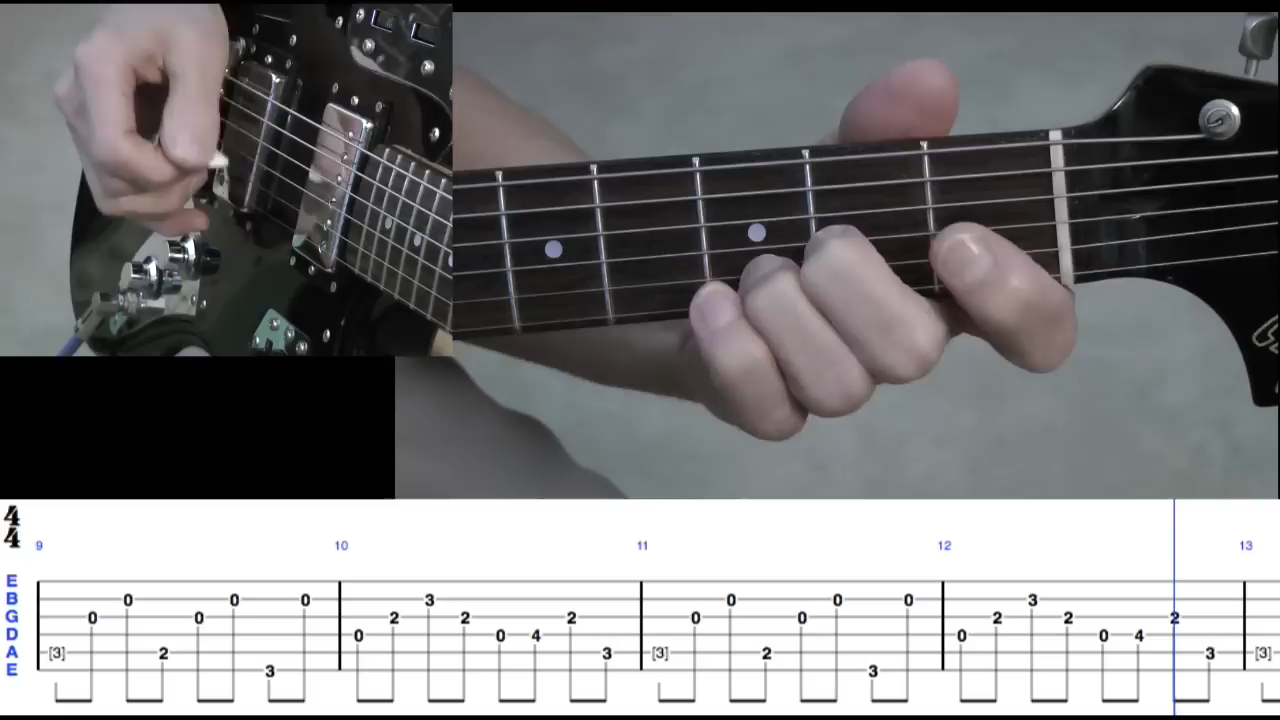 4
4
9 10 11 12 13
E
B 0 0 0 3 0 0 0 3
G 0 0 2 2 2 0 0 2 2 2
D 0 0 4 0 0 4
A [3] 2 3 [3] 2 3 [3]
E 3 3